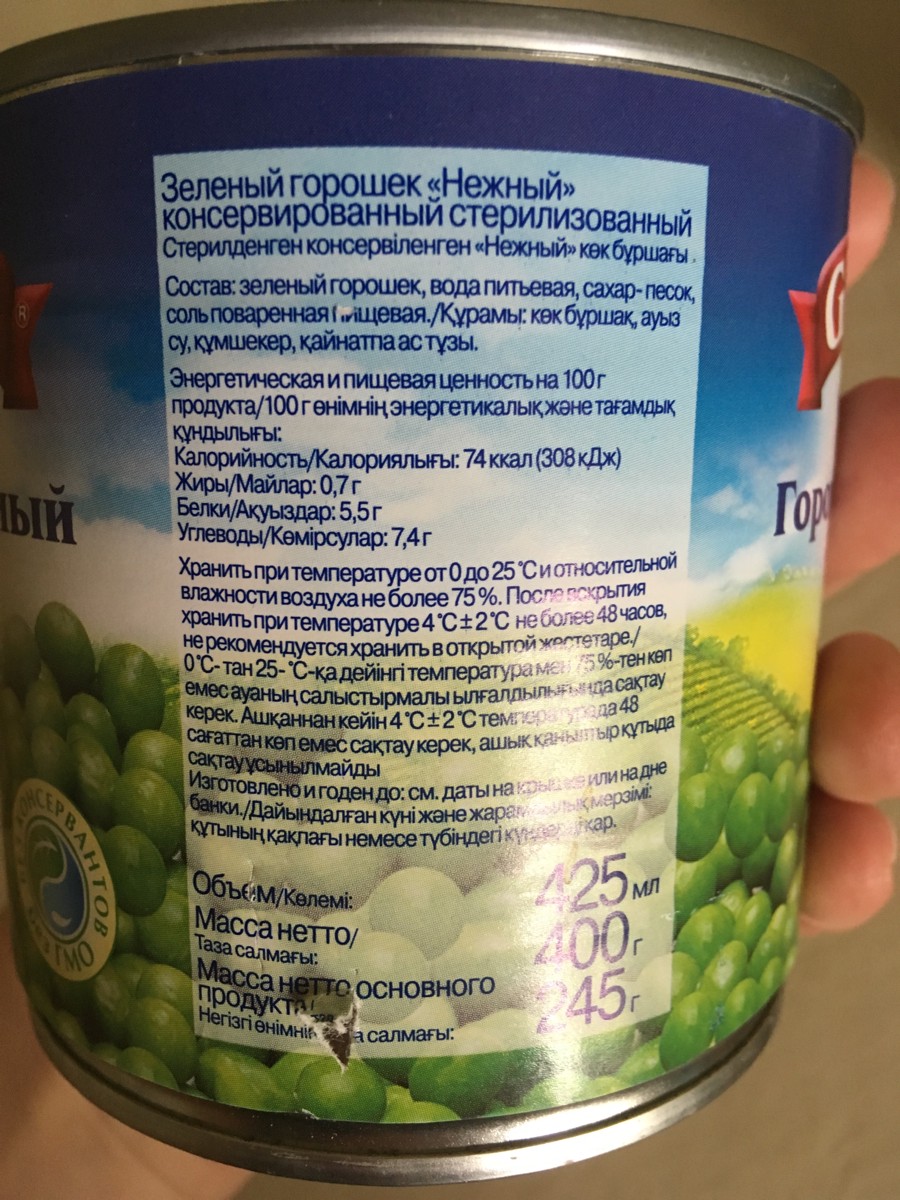 Зеленый горошек «Нежный»
консервированный стерилизованный
Стерилденген консервіленген «Нежный» көк бұршағы.
Состав: зеленый горошек, вода питьевая, сахар-песок,
соль поваренная пищевая./Құрамы: көк бұршақ, ауыз
су, құмшекер, қайнатпа ас тұзы.
Энергетическая и пищевая ценность на 100 г
продукта/100 г өнімнің энергетикалық және тағамдық
құндылығы:
Калорийность/Калориялығы: 74 ккал (308 кДж)
Жиры/Майлар: 0,7 г
Белки/Ақуыздар: 5,5 г
Углеводы/Көмірсулар: 7,4 г
Хранить при температуре от 0 до 25 °С и относительной
влажности воздуха не более 75 %. После вскрытия
хранить при температуре 4 °С ± 2 °С не более 48 часов,
не рекомендуется хранить в открытой жестетаре./
0 °С- тан 25- °С-қа дейінгі температура мен 75 %-тен көп
емес ауаның салыстырмалы ылғалдылығында сақтау
керек. Ашқаннан кейін 4 °С ± 2 °С температурада 48
сағаттан көп емес сақтау керек, ашық қаңылтыр құтыда
сақтау ұсынылмайды
Изготовлено и годен до: см. даты на крышке или на дне
банки./Дайындалған күні және жарамдылық мерзімі:
құтының қақпағы немесе түбіндегі қар.
Объем/Көлемі: 425 мл
Масса нетто/ 400 г
Таза салмағы:
Масса нетто основного 245 г
продукта/
Негізгі өнімнің салмағы:
®
ный
Горо
КОНСЕРВАНТОВ
ГМО
G